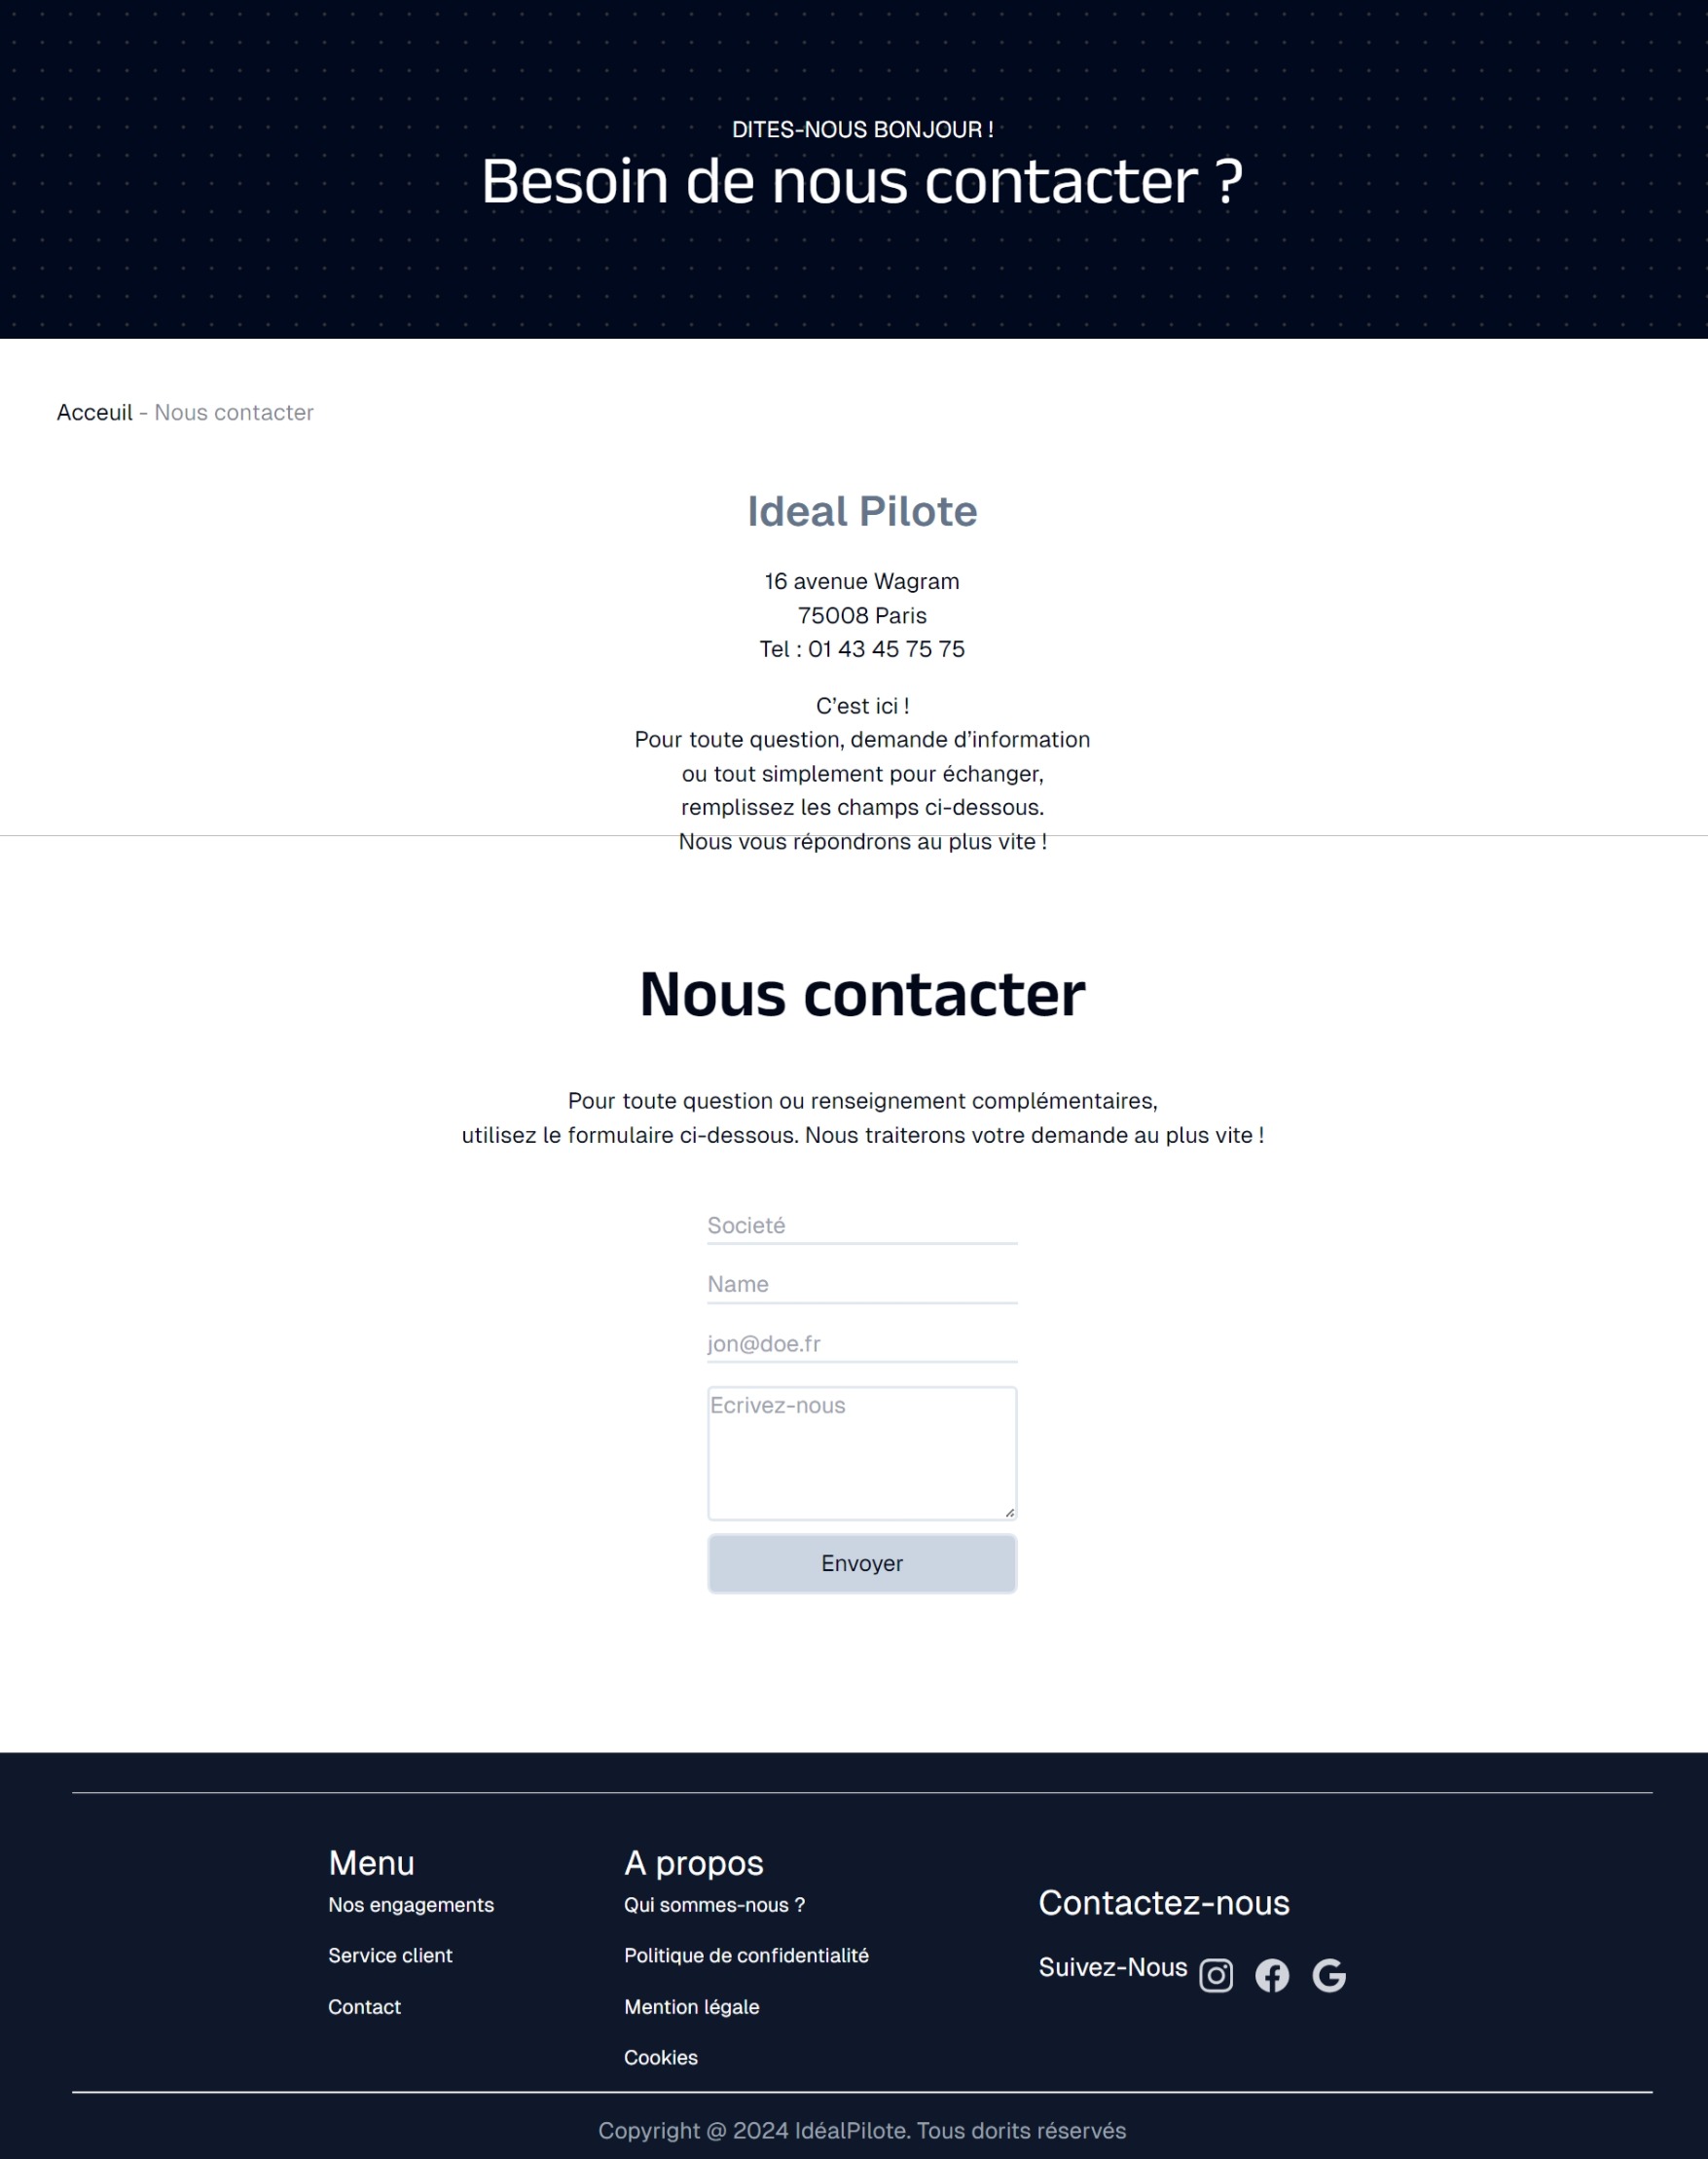 DITES-NOUS BONJOUR !
Besoin de nous contacter ?
Acceuil - Nous contacter
Ideal Pilote
16 avenue Wagram
75008 Paris
Tel : 01 43 45 75 75
C’est ici !
Pour toute question, demande d’information
ou tout simplement pour échanger,
remplissez les champs ci-dessous.
Nous vous répondrons au plus vite !
Nous contacter
Pour toute question ou renseignement complémentaires,
utilisez le formulaire ci-dessous. Nous traiterons votre demande au plus vite !
Societé
Name
jon@doe.fr
Ecrivez-nous
Envoyer
Menu
Nos engagements
Service client
Contact
A propos
Qui sommes-nous ?
Politique de confidentialité
Mention légale
Cookies
Contactez-nous
Suivez-Nous
Copyright @ 2024 IdéalPilote. Tous dorits réservés